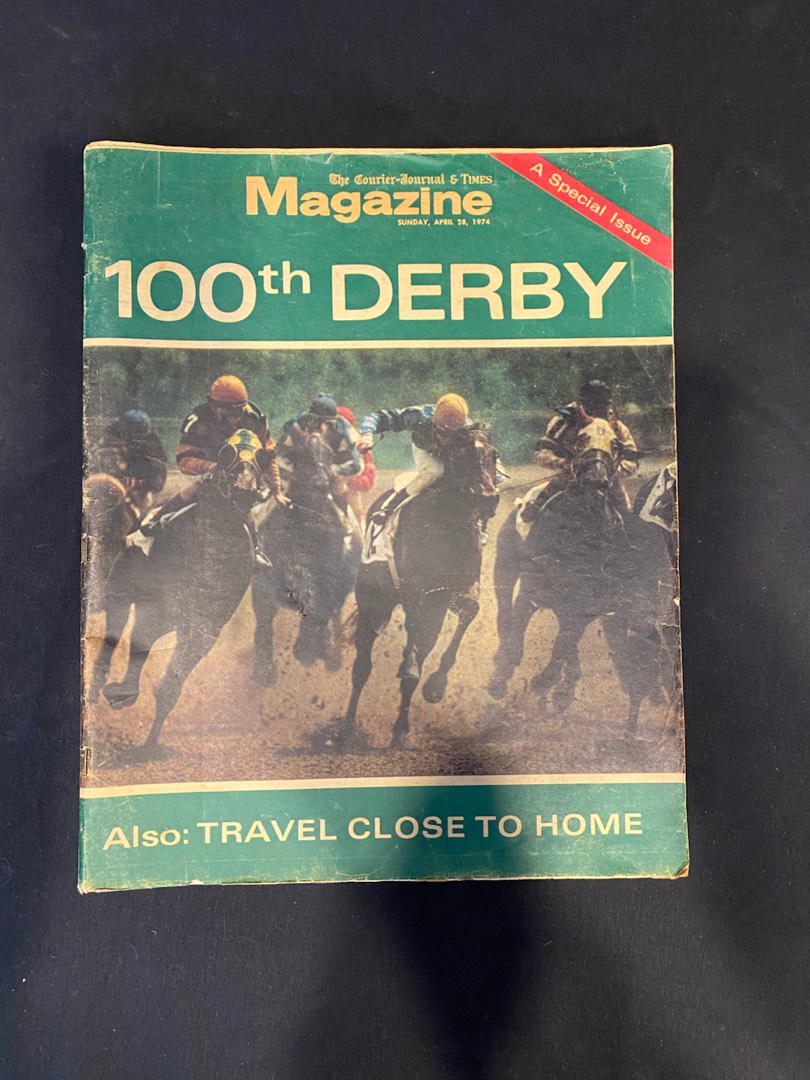 The Courier-Journal & TIMES
Magazine
SUNDAY, APRIL 28, 1974
A Special Issue
100th DERBY
7
Also: TRAVEL CLOSE TO HOME